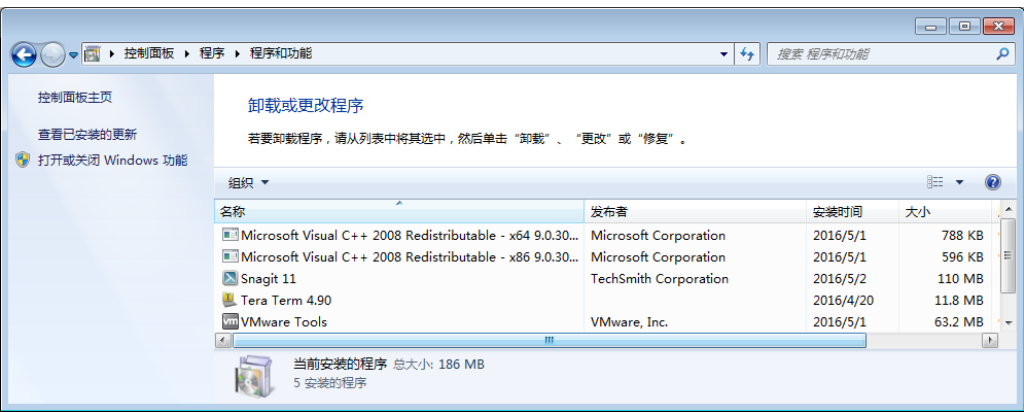 控制面板 程序 程序和功能 搜索 程序和功能
控制面板主页
查看已安装的更新
打开或关闭 Windows 功能
卸载或更改程序
若要卸载程序，请从列表中将其选中，然后单击“卸载”、“更改”或“修复”。
组织
名称 发布者 安装时间 大小
Microsoft Visual C++ 2008 Redistributable - x64 9.0.30... Microsoft Corporation 2016/5/1 788 KB
Microsoft Visual C++ 2008 Redistributable - x86 9.0.30... Microsoft Corporation 2016/5/1 596 KB
Snagit 11 TechSmith Corporation 2016/5/2 110 MB
Tera Term 4.90 2016/4/20 11.8 MB
VMware Tools VMware, Inc. 2016/5/1 63.2 MB
当前安装的程序 总大小: 186 MB
5 安装的程序